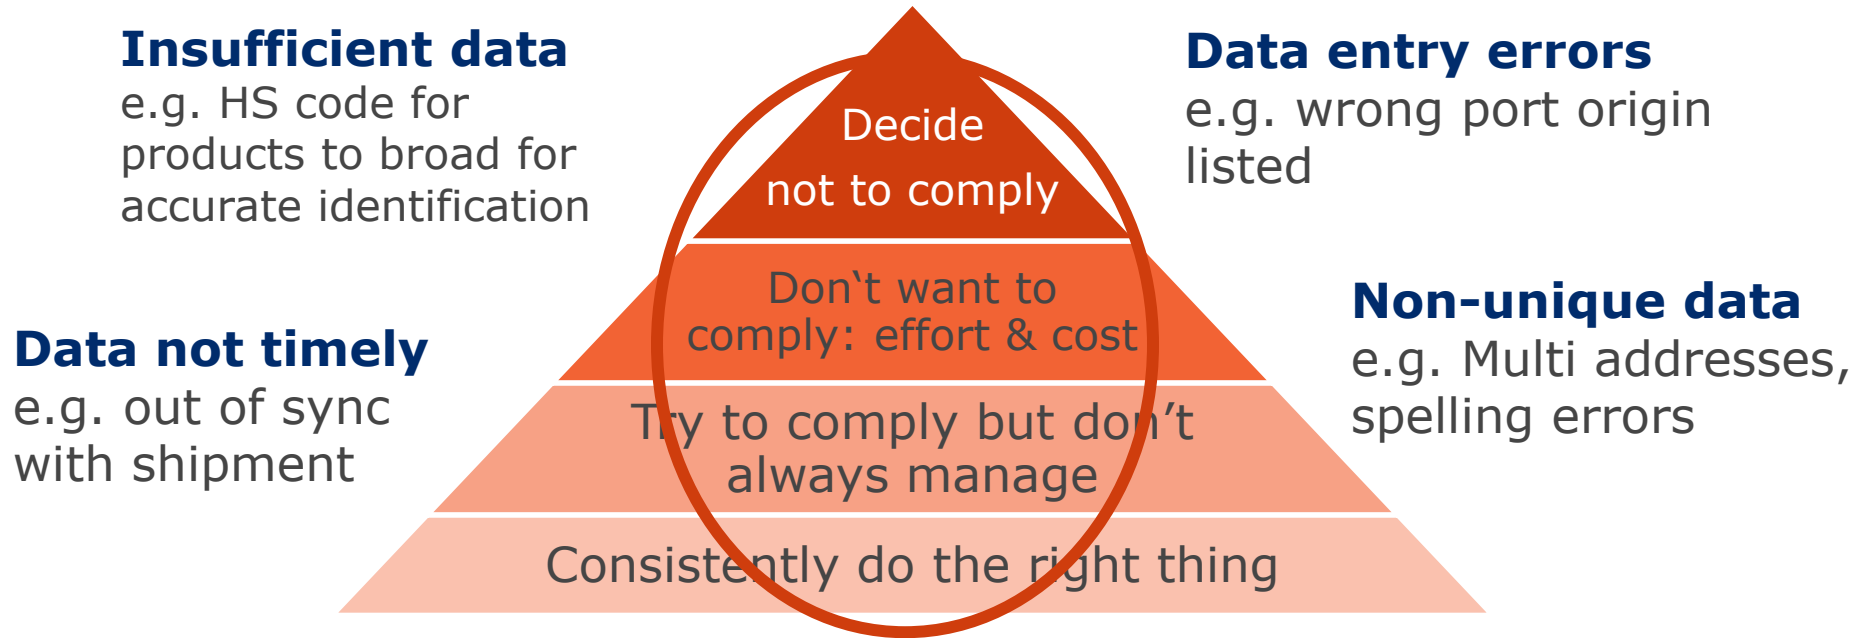 Insufficient data
e.g. HS code for
products to broad for
accurate identification
Data not timely
e.g. out of sync
with shipment
Decide
not to comply
Don‘t want to
comply: effort & cost
Try to comply but don’t
always manage
Consistently do the right thing
Data entry errors
e.g. wrong port origin
listed
Non-unique data
e.g. Multi addresses,
spelling errors